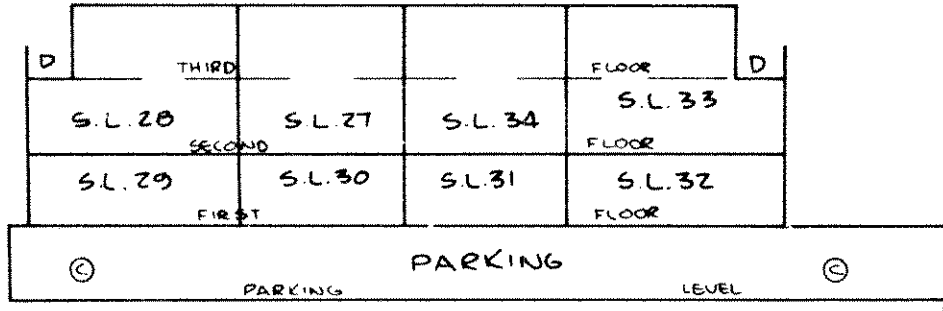 D THIRD FLOOR D
S.L.28 S.L.27 S.L.34 S.L.33
SECOND FLOOR
S.L.29 S.L.30 S.L.31 S.L.32
FIRST FLOOR
C PARKING C
PARKING LEVEL